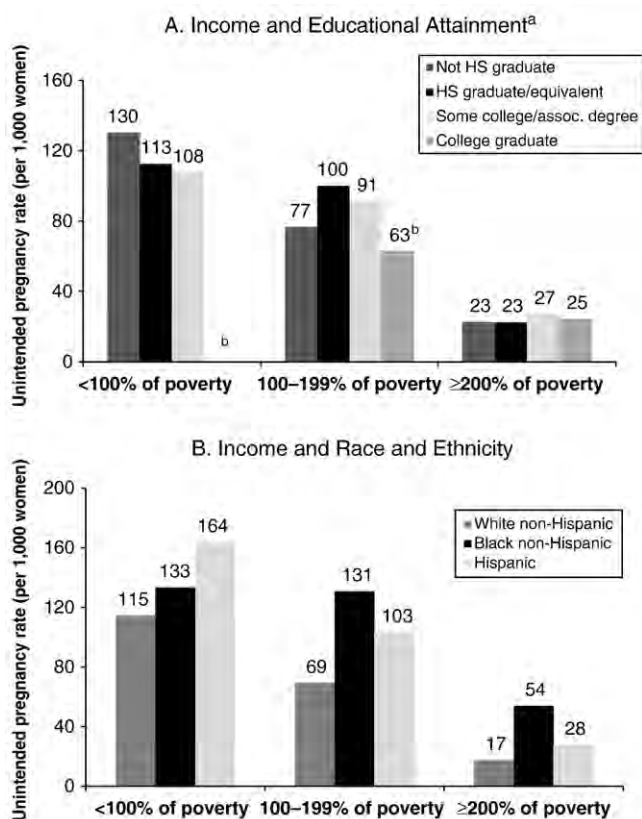 A. Income and Educational Attainmentᵃ
Unintended pregnancy rate (per 1,000 women)
Not HS graduate
HS graduate/equivalent
Some college/assoc. degree
College graduate
160
120
80
40
0
130
113
108
b
77
100
91
63ᵇ
23
23
27
25
<100% of poverty
100–199% of poverty
≥200% of poverty
B. Income and Race and Ethnicity
Unintended pregnancy rate (per 1,000 women)
White non-Hispanic
Black non-Hispanic
Hispanic
200
160
120
80
40
0
115
133
164
69
131
103
17
54
28
<100% of poverty
100–199% of poverty
≥200% of poverty